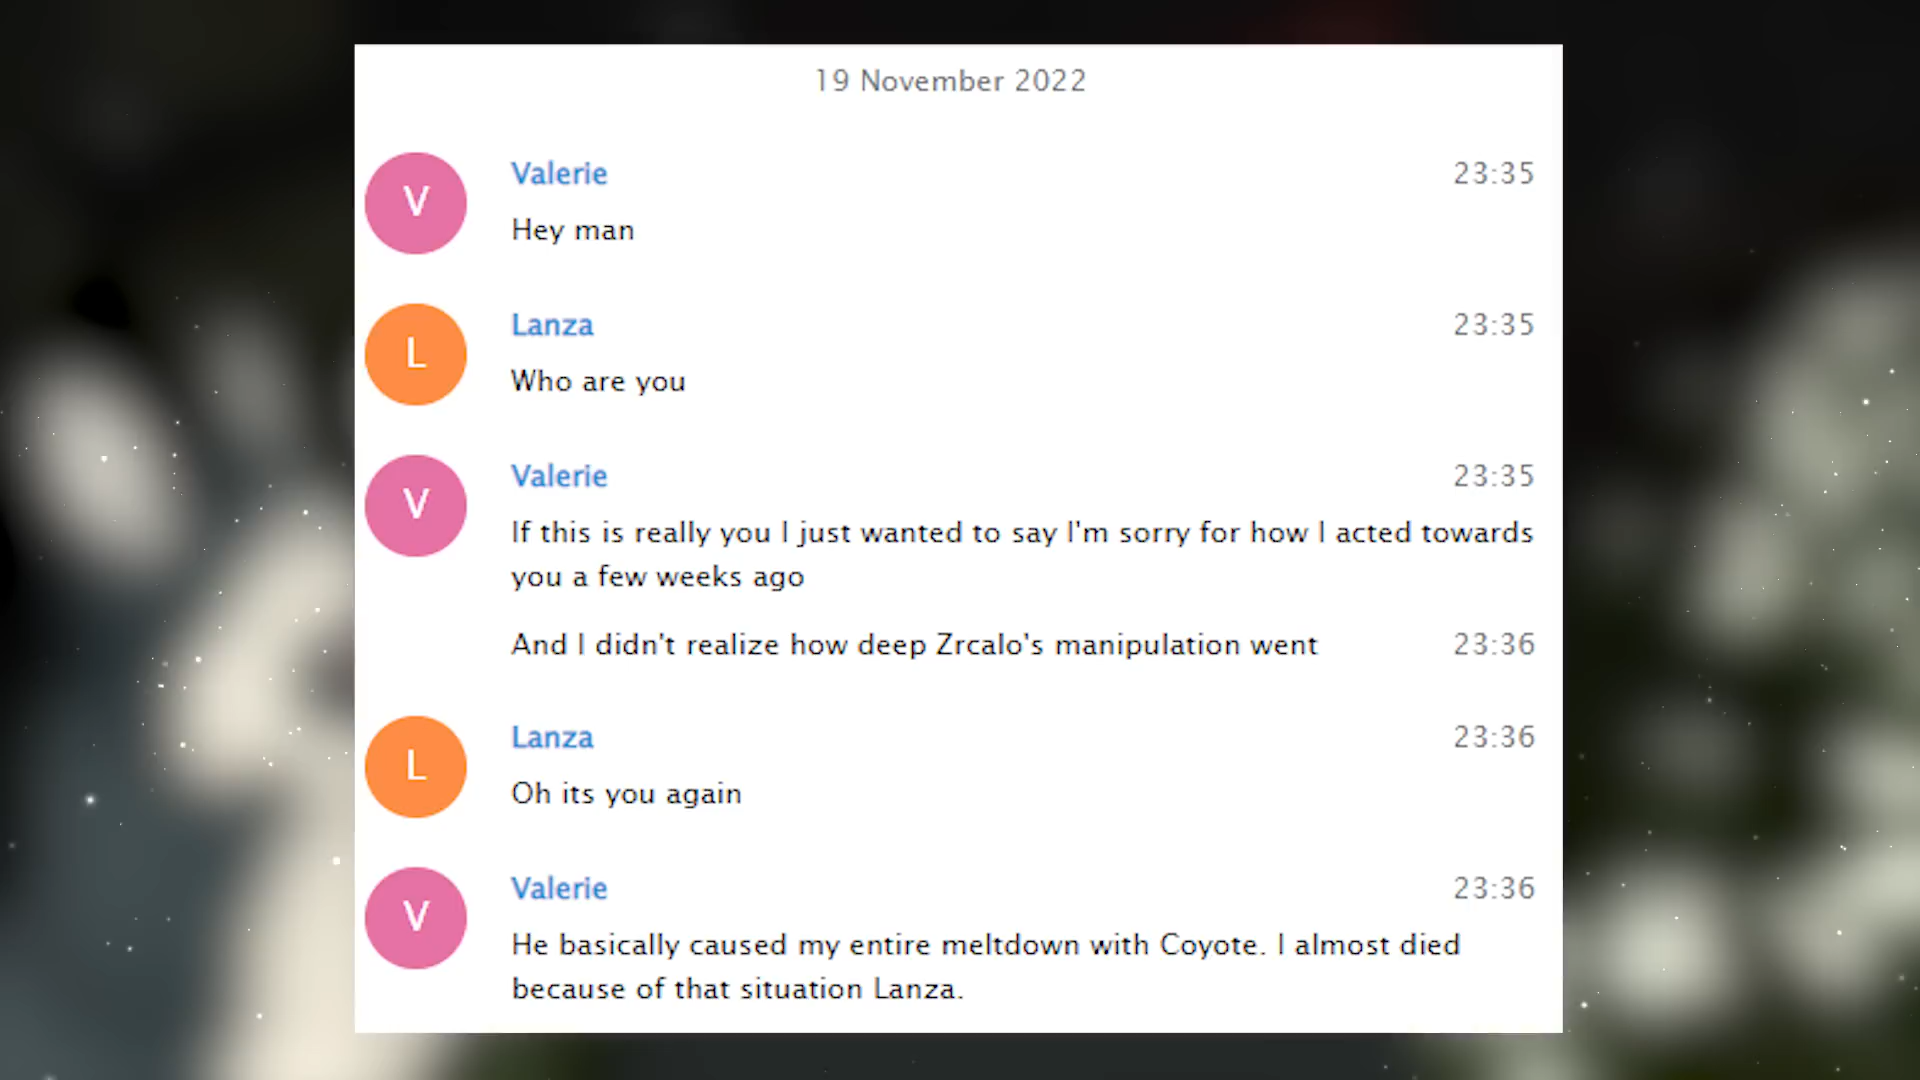 19 November 2022
V
Valerie 23:35
Hey man
L
Lanza 23:35
Who are you
V
Valerie 23:35
If this is really you I just wanted to say I'm sorry for how I acted towards
you a few weeks ago
And I didn't realize how deep Zrcalo's manipulation went 23:36
L
Lanza 23:36
Oh its you again
V
Valerie 23:36
He basically caused my entire meltdown with Coyote. I almost died
because of that situation Lanza.